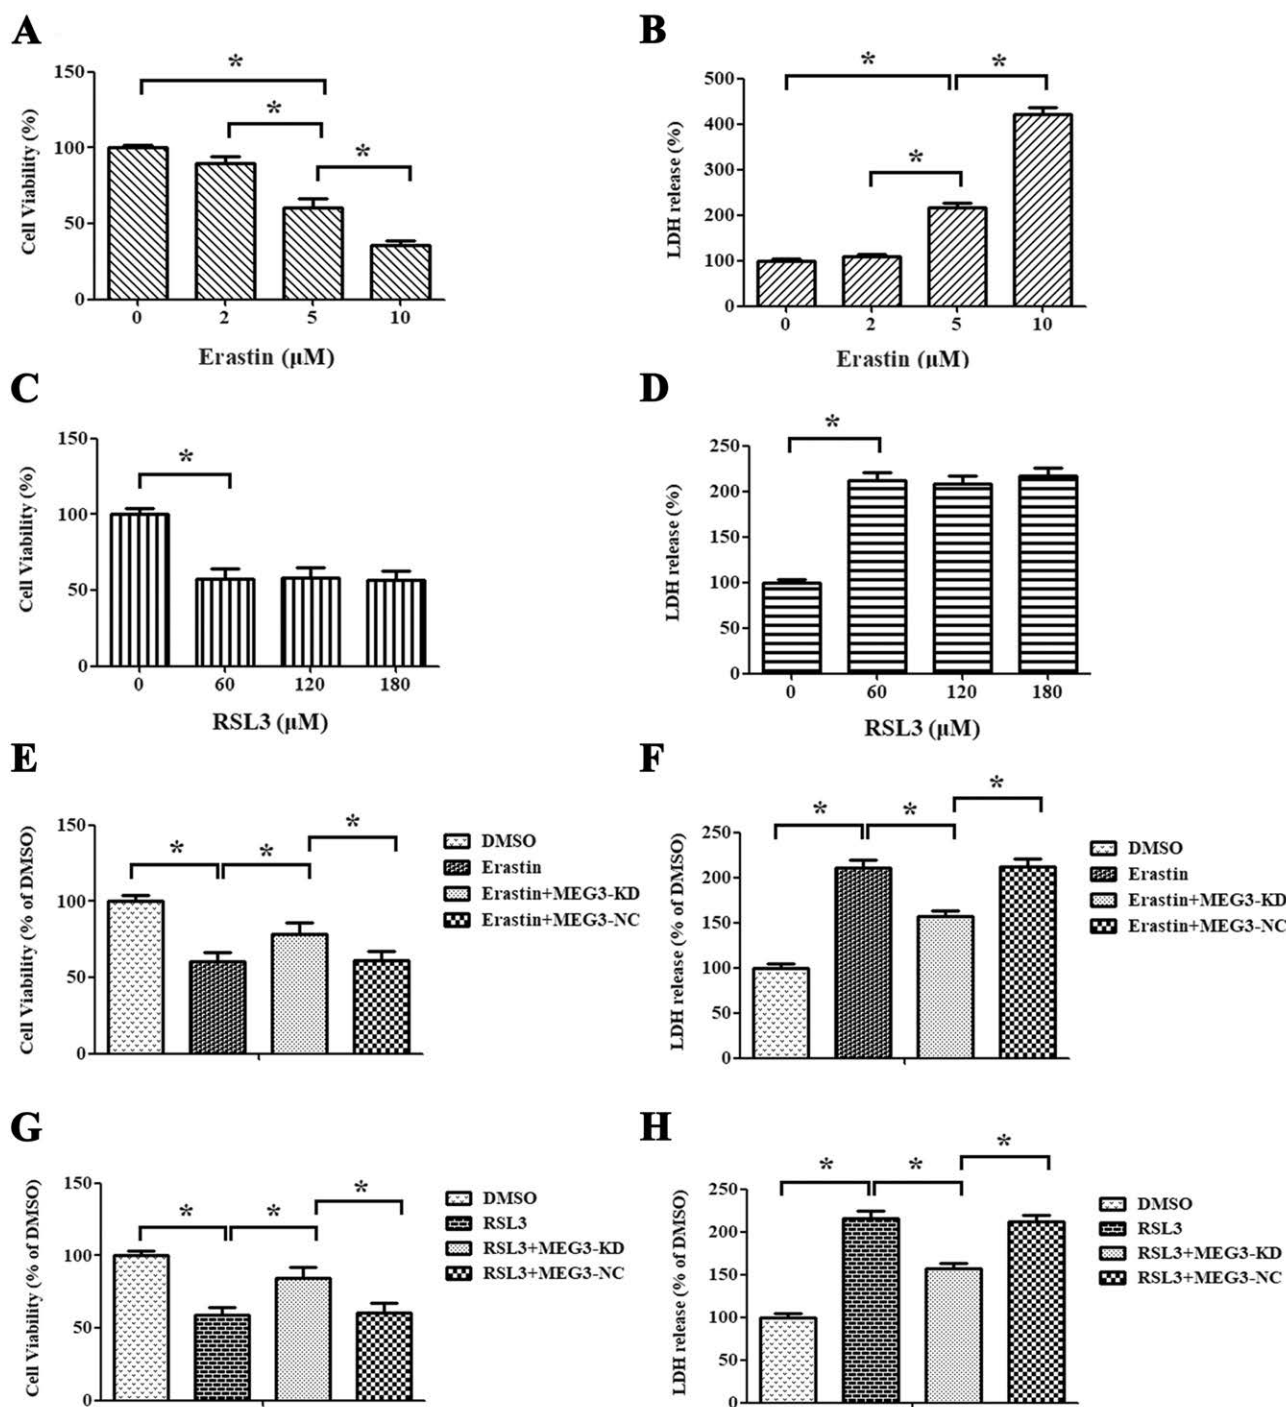 A
Cell Viability (%)
150
100
50
0
*
*
*
0 2 5 10
Erastin (μM)
B
LDH release (%)
500
400
300
200
100
0
*
*
*
0 2 5 10
Erastin (μM)
C
Cell Viability (%)
150
100
50
0
*
0 60 120 180
RSL3 (μM)
D
LDH release (%)
250
200
150
100
50
0
*
0 60 120 180
RSL3 (μM)
E
Cell Viability (% of DMSO)
150
100
50
0
*
*
*
DMSO
Erastin
Erastin+MEG3-KD
Erastin+MEG3-NC
F
LDH release (% of DMSO)
250
200
150
100
50
0
*
*
*
DMSO
Erastin
Erastin+MEG3-KD
Erastin+MEG3-NC
G
Cell Viability (% of DMSO)
150
100
50
0
*
*
*
DMSO
RSL3
RSL3+MEG3-KD
RSL3+MEG3-NC
H
LDH release (% of DMSO)
250
200
150
100
50
0
*
*
*
DMSO
RSL3
RSL3+MEG3-KD
RSL3+MEG3-NC